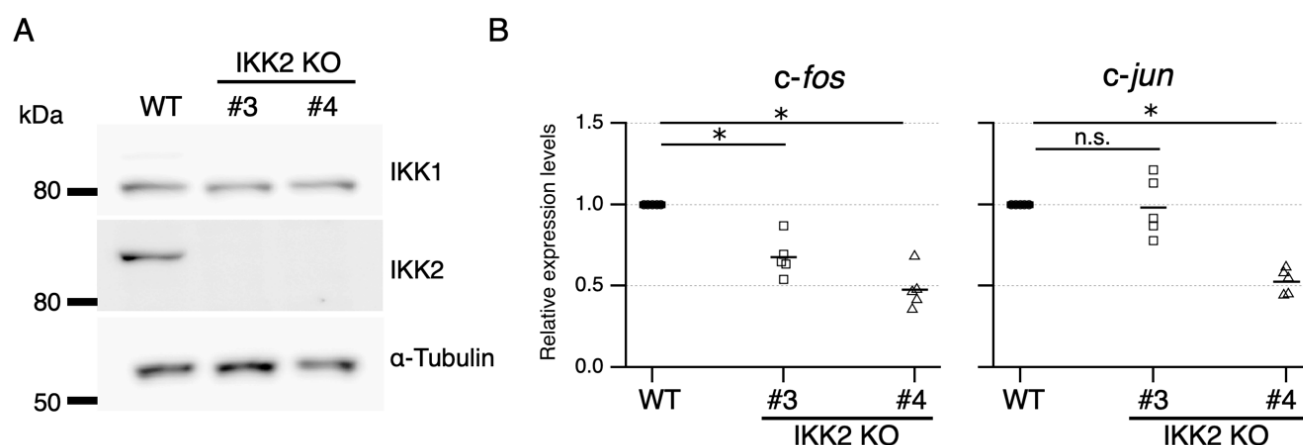 A
IKK2 KO
kDa
WT
#3
#4
80
IKK1
80
IKK2
50
α-Tubulin
B
c-fos
c-jun
Relative expression levels
1.5
1.0
0.5
0.0
*
*
n.s.
*
WT
#3
#4
IKK2 KO
WT
#3
#4
IKK2 KO